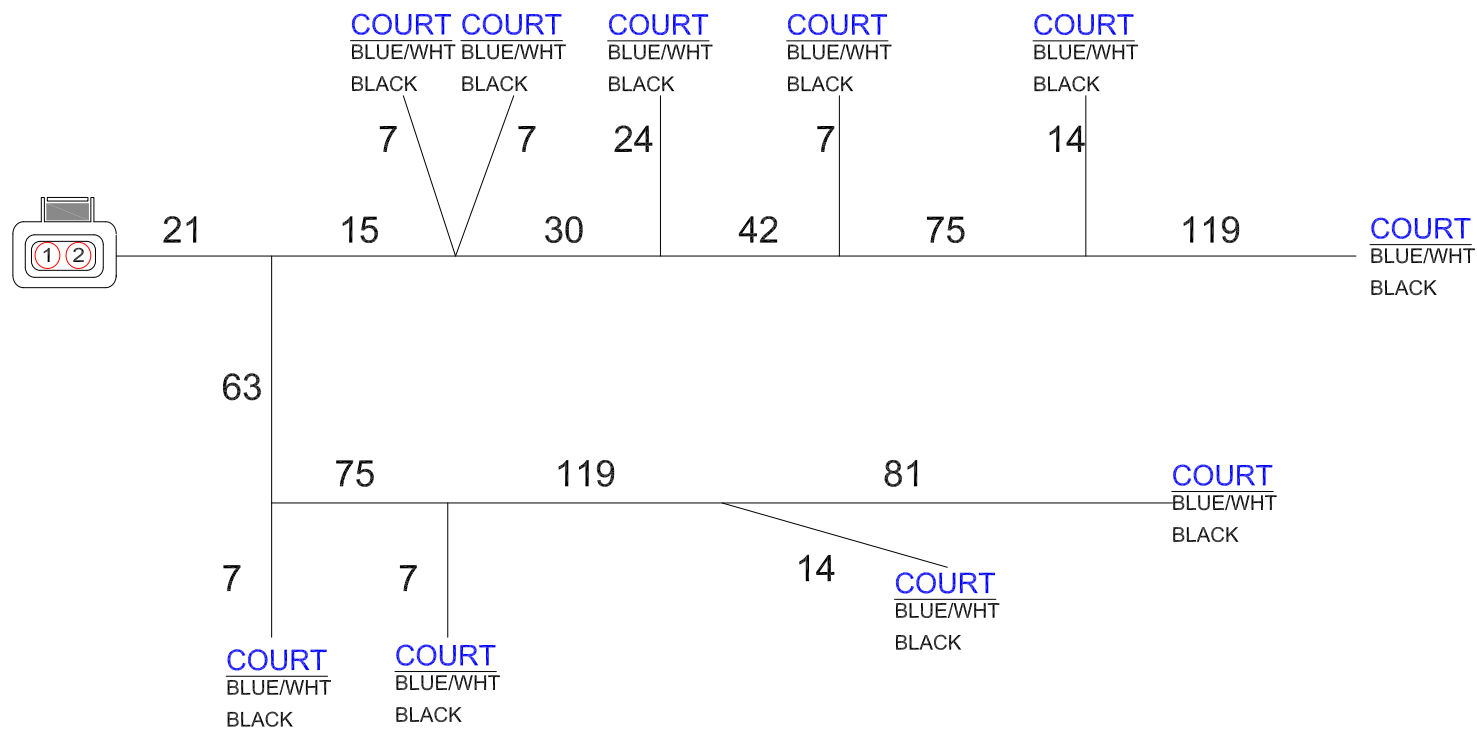 COURT COURT COURT COURT COURT
BLUE/WHT BLUE/WHT BLUE/WHT BLUE/WHT BLUE/WHT
BLACK BLACK BLACK BLACK BLACK
7 7 24 7 14
21 15 30 42 75 119
COURT
BLUE/WHT
BLACK
1 2
63
75 119 81
COURT
BLUE/WHT
BLACK
7 7 14
COURT
BLUE/WHT
BLACK
COURT
BLUE/WHT
BLACK
COURT
BLUE/WHT
BLACK